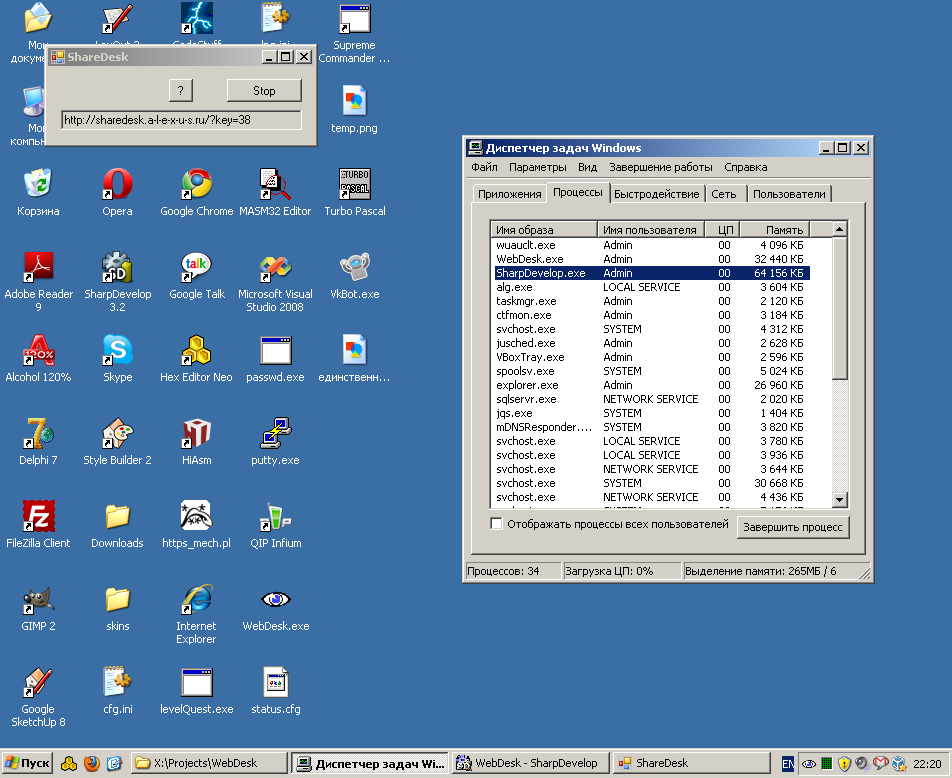 Мои
докум
LayOut 3
CodeStuff
Supreme
Commander ...
ShareDesk
?
Stop
http://sharedesk.a-l-e-x-u-s.ru/?key=38
Мой
компь
temp.png
Корзина
Opera
Google Chrome
MASM32 Editor
Turbo Pascal
Adobe Reader
9
SharpDevelop
3.2
Google Talk
Microsoft Visual
Studio 2008
VkBot.exe
Alcohol 120%
Skype
Hex Editor Neo
passwd.exe
единственн...
Delphi 7
Style Builder 2
HiAsm
putty.exe
FileZilla Client
Downloads
https_mech.pl
QIP Infium
GIMP 2
skins
Internet
Explorer
WebDesk.exe
Google
SketchUp 8
cfg.ini
levelQuest.exe
status.cfg
Диспетчер задач Windows
Файл Параметры Вид Завершение работы Справка
Приложения Процессы Быстродействие Сеть Пользователи
Имя образа Имя пользователя ЦП Память
wuauclt.exe Admin 00 4 096 КБ
WebDesk.exe Admin 00 32 440 КБ
SharpDevelop.exe Admin 00 64 156 КБ
alg.exe LOCAL SERVICE 00 3 604 КБ
taskmgr.exe Admin 00 2 120 КБ
ctfmon.exe Admin 00 3 184 КБ
svchost.exe SYSTEM 00 4 312 КБ
jusched.exe Admin 00 2 628 КБ
VBoxTray.exe Admin 00 2 596 КБ
spoolsv.exe SYSTEM 00 5 024 КБ
explorer.exe Admin 00 26 960 КБ
sqlservr.exe NETWORK SERVICE 00 2 020 КБ
jqs.exe SYSTEM 00 1 404 КБ
mDNSResponder.... SYSTEM 00 3 820 КБ
svchost.exe LOCAL SERVICE 00 3 780 КБ
svchost.exe LOCAL SERVICE 00 3 936 КБ
svchost.exe NETWORK SERVICE 00 3 644 КБ
svchost.exe SYSTEM 00 30 668 КБ
svchost.exe NETWORK SERVICE 00 4 436 КБ
Отображать процессы всех пользователей
Завершить процесс
Процессов: 34 Загрузка ЦП: 0% Выделение памяти: 265МБ / 6
Пуск
X:\Projects\WebDesk
Диспетчер задач Wi...
WebDesk - SharpDevelop
ShareDesk
EN
22:20